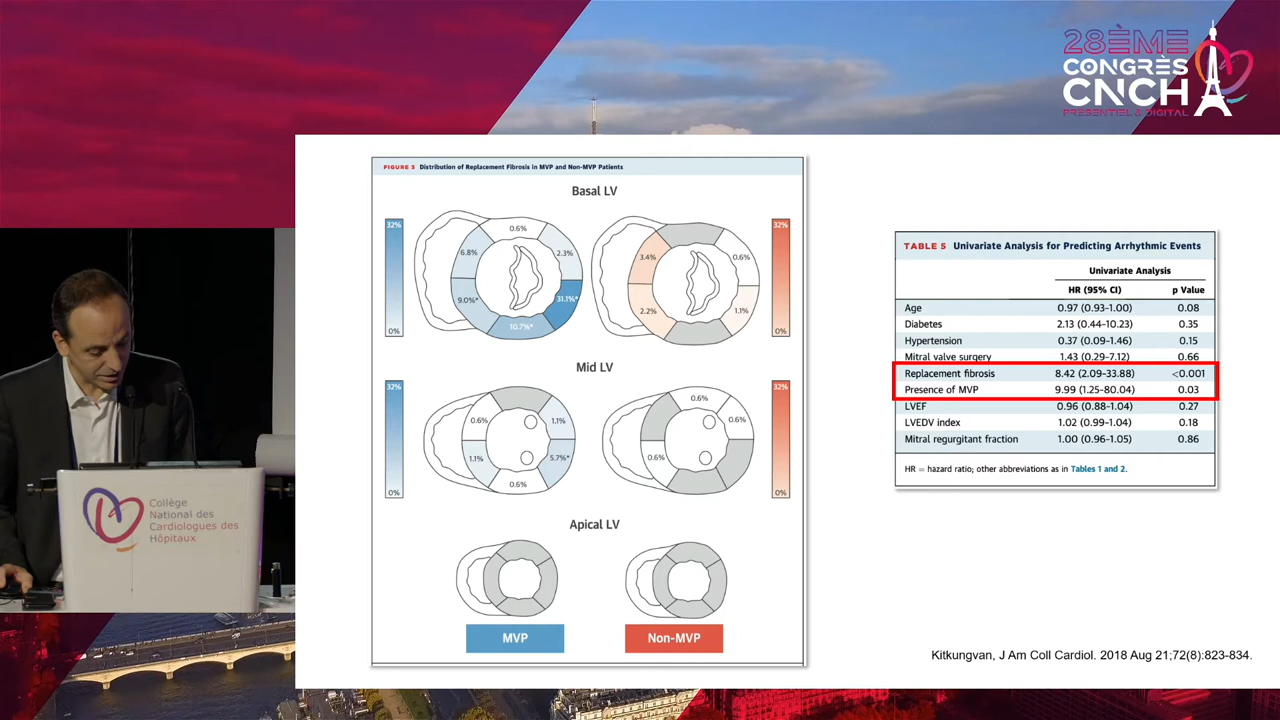 28ÈME
CONGRÈS
CNCH
PRÉSENTIEL & DIGITAL
FIGURE 3 Distribution of Replacement Fibrosis in MVP and Non-MVP Patients
Basal LV
32%
0.6%
6.8%
2.3%
9.0%*
31.1%*
10.7%*
0%
32%
3.4%
0.6%
2.2%
1.1%
0%
Mid LV
32%
0.6%
1.1%
1.1%
5.7%*
0.6%
0%
32%
0.6%
0.6%
0.6%
0%
Apical LV
MVP
Non-MVP
TABLE 5 Univariate Analysis for Predicting Arrhythmic Events
Univariate Analysis
HR (95% CI) p Value
Age 0.97 (0.93-1.00) 0.08
Diabetes 2.13 (0.44-10.23) 0.35
Hypertension 0.37 (0.09-1.46) 0.15
Mitral valve surgery 1.43 (0.29-7.12) 0.66
Replacement fibrosis 8.42 (2.09-33.88) <0.001
Presence of MVP 9.99 (1.25-80.04) 0.03
LVEF 0.96 (0.88-1.04) 0.27
LVEDV index 1.02 (0.99-1.04) 0.18
Mitral regurgitant fraction 1.00 (0.96-1.05) 0.86
HR = hazard ratio; other abbreviations as in Tables 1 and 2.
Kitkungvan, J Am Coll Cardiol. 2018 Aug 21;72(8):823-834.
Collège
National des
Cardiologues des
Hôpitaux